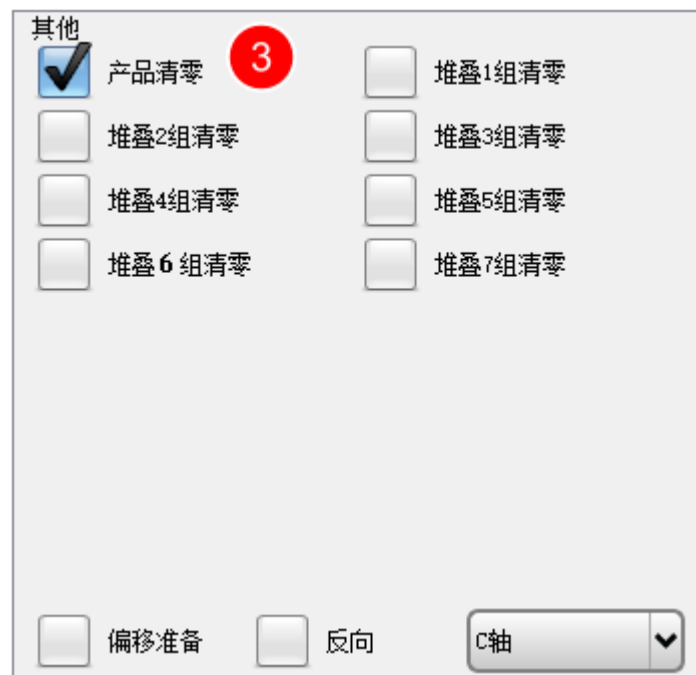 其他
产品清零 3 堆叠1组清零
堆叠2组清零 堆叠3组清零
堆叠4组清零 堆叠5组清零
堆叠6 组清零 堆叠7组清零
偏移准备 反向 C轴